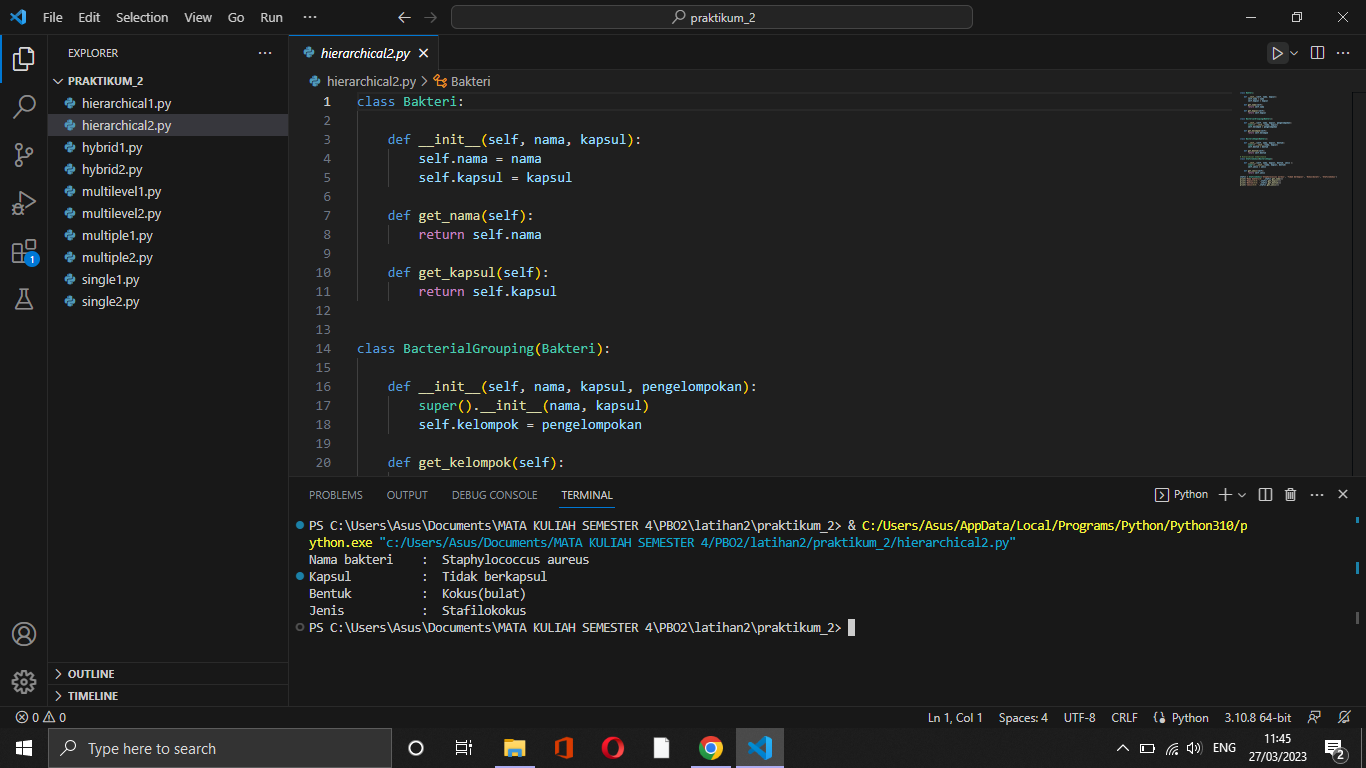 File Edit Selection View Go Run ··· praktikum_2
EXPLORER ···
PRAKTIKUM_2
hierarchical1.py
hierarchical2.py
hybrid1.py
hybrid2.py
multilevel1.py
multilevel2.py
multiple1.py
multiple2.py
single1.py
single2.py
OUTLINE
TIMELINE
1
hierarchical2.py
hierarchical2.py > Bakteri
1 class Bakteri:
2
3     def __init__(self, nama, kapsul):
4         self.nama = nama
5         self.kapsul = kapsul
6
7     def get_nama(self):
8         return self.nama
9
10     def get_kapsul(self):
11         return self.kapsul
12
13
14 class BacterialGrouping(Bakteri):
15
16     def __init__(self, nama, kapsul, pengelompokan):
17         super().__init__(nama, kapsul)
18         self.kelompok = pengelompokan
19
20     def get_kelompok(self):
PROBLEMS OUTPUT DEBUG CONSOLE TERMINAL Python
PS C:\Users\Asus\Documents\MATA KULIAH SEMESTER 4\PBO2\latihan2\praktikum_2> & C:/Users/Asus/AppData/Local/Programs/Python/Python310/p
ython.exe "c:/Users/Asus/Documents/MATA KULIAH SEMESTER 4/PBO2/latihan2/praktikum_2/hierarchical2.py"
Nama bakteri    :  Staphylococcus aureus
Kapsul          :  Tidak berkapsul
Bentuk          :  Kokus(bulat)
Jenis           :  Stafilokokus
PS C:\Users\Asus\Documents\MATA KULIAH SEMESTER 4\PBO2\latihan2\praktikum_2>
0 0 Ln 1, Col 1 Spaces: 4 UTF-8 CRLF Python 3.10.8 64-bit
Type here to search
ENG
11:45
27/03/2023
2